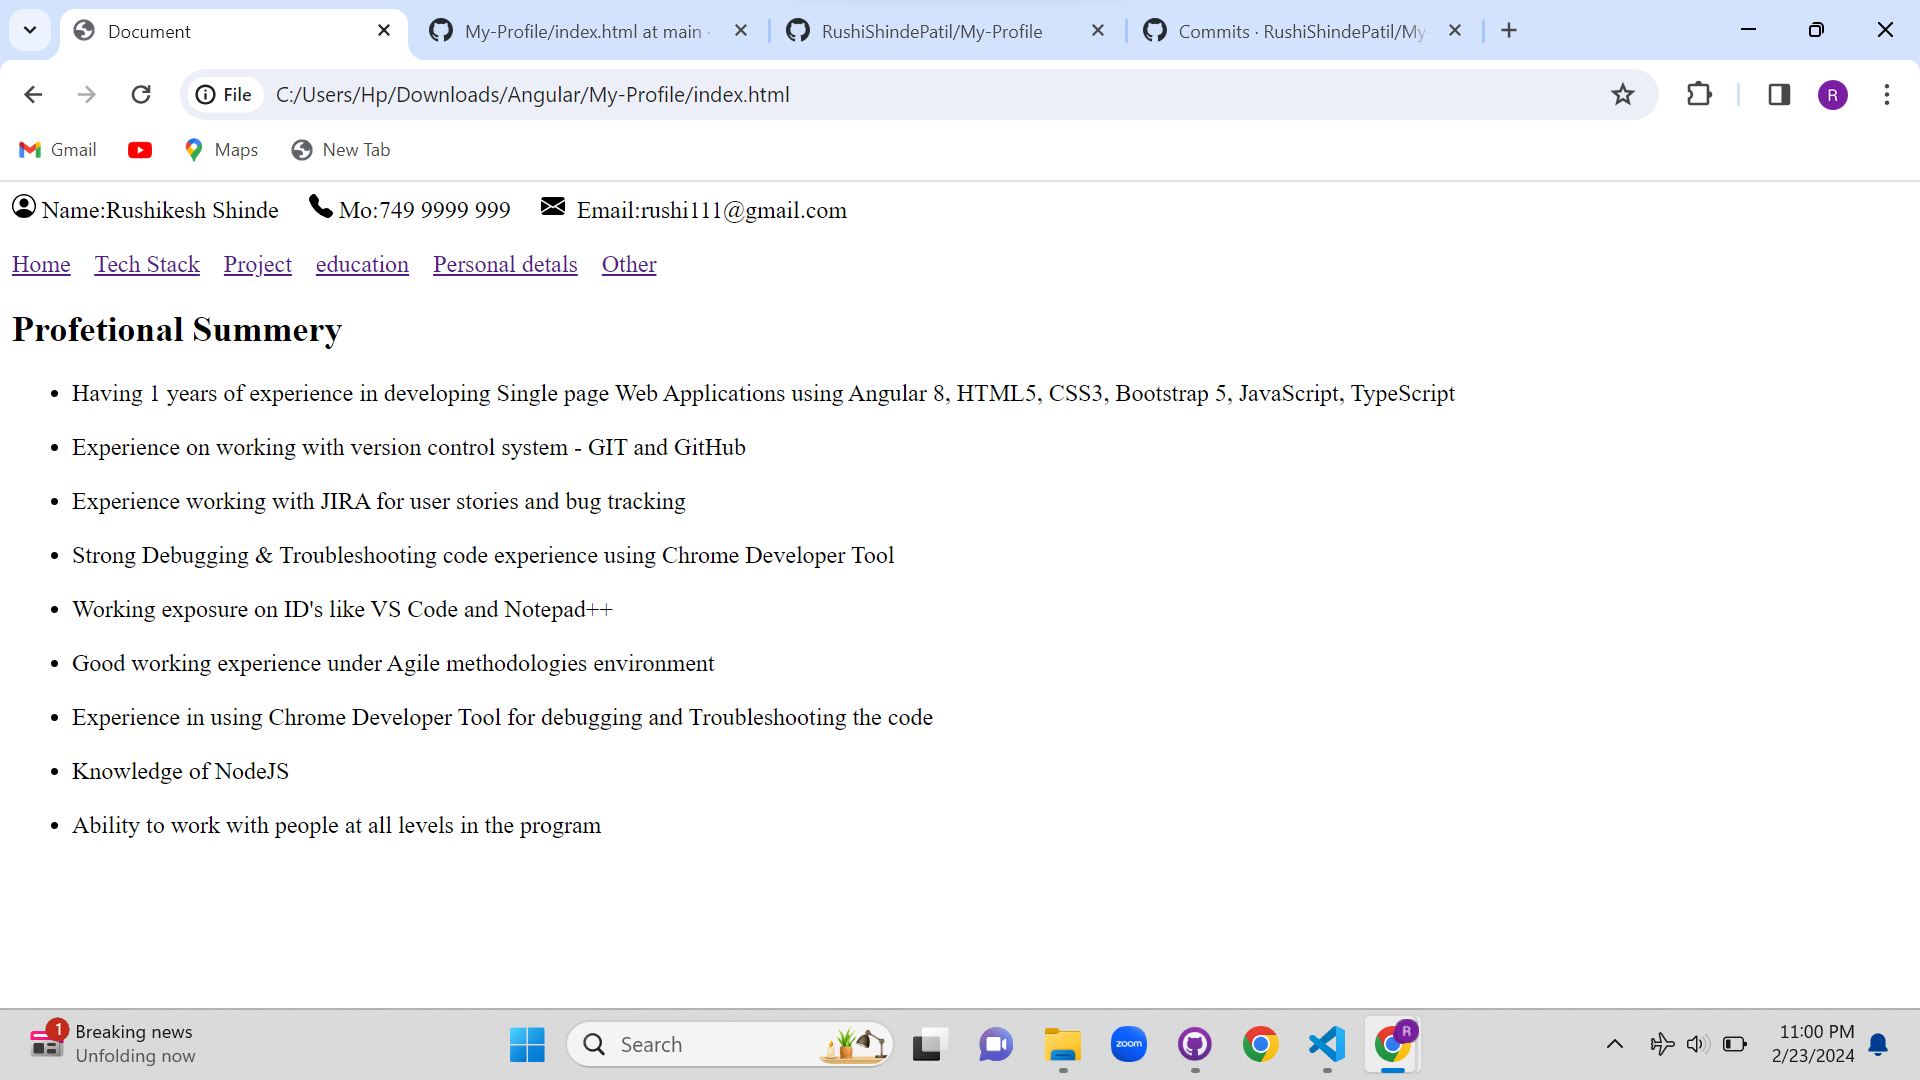 Document
My-Profile/index.html at main ·
RushiShindePatil/My-Profile
Commits · RushiShindePatil/My-
File
C:/Users/Hp/Downloads/Angular/My-Profile/index.html
R
Gmail
Maps
New Tab
Name:Rushikesh Shinde Mo:749 9999 999 Email:rushi111@gmail.com
Home Tech Stack Project education Personal detals Other
Profetional Summery
• Having 1 years of experience in developing Single page Web Applications using Angular 8, HTML5, CSS3, Bootstrap 5, JavaScript, TypeScript
• Experience on working with version control system - GIT and GitHub
• Experience working with JIRA for user stories and bug tracking
• Strong Debugging & Troubleshooting code experience using Chrome Developer Tool
• Working exposure on ID's like VS Code and Notepad++
• Good working experience under Agile methodologies environment
• Experience in using Chrome Developer Tool for debugging and Troubleshooting the code
• Knowledge of NodeJS
• Ability to work with people at all levels in the program
1
Breaking news
Unfolding now
Search
zoom
R
11:00 PM
2/23/2024